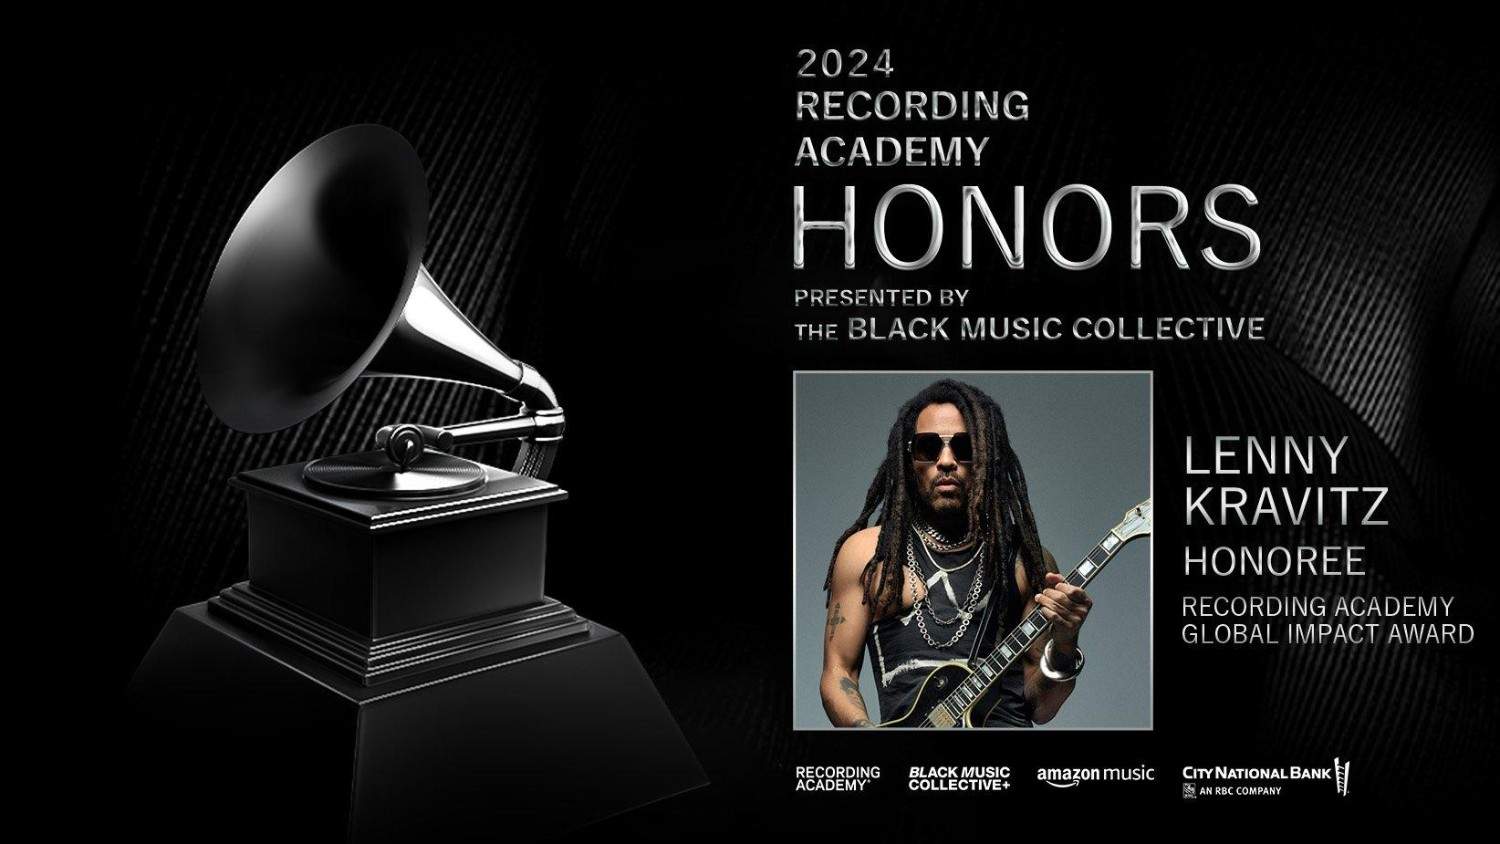 2024
RECORDING
ACADEMY
HONORS
PRESENTED BY
THE BLACK MUSIC COLLECTIVE
LENNY
KRAVITZ
HONOREE
RECORDING ACADEMY
GLOBAL IMPACT AWARD
RECORDING
ACADEMY
BLACK MUSIC
COLLECTIVE+
amazon music
CITY NATIONAL BANK
AN RBC COMPANY